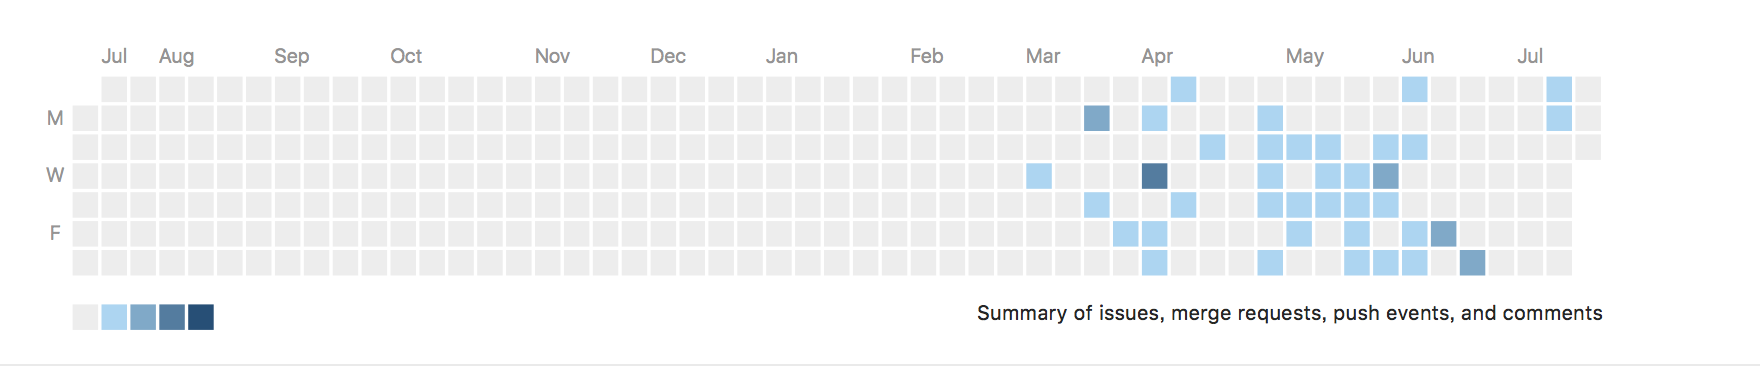 Jul Aug Sep Oct Nov Dec Jan Feb Mar Apr May Jun Jul
M
W
F
Summary of issues, merge requests, push events, and comments